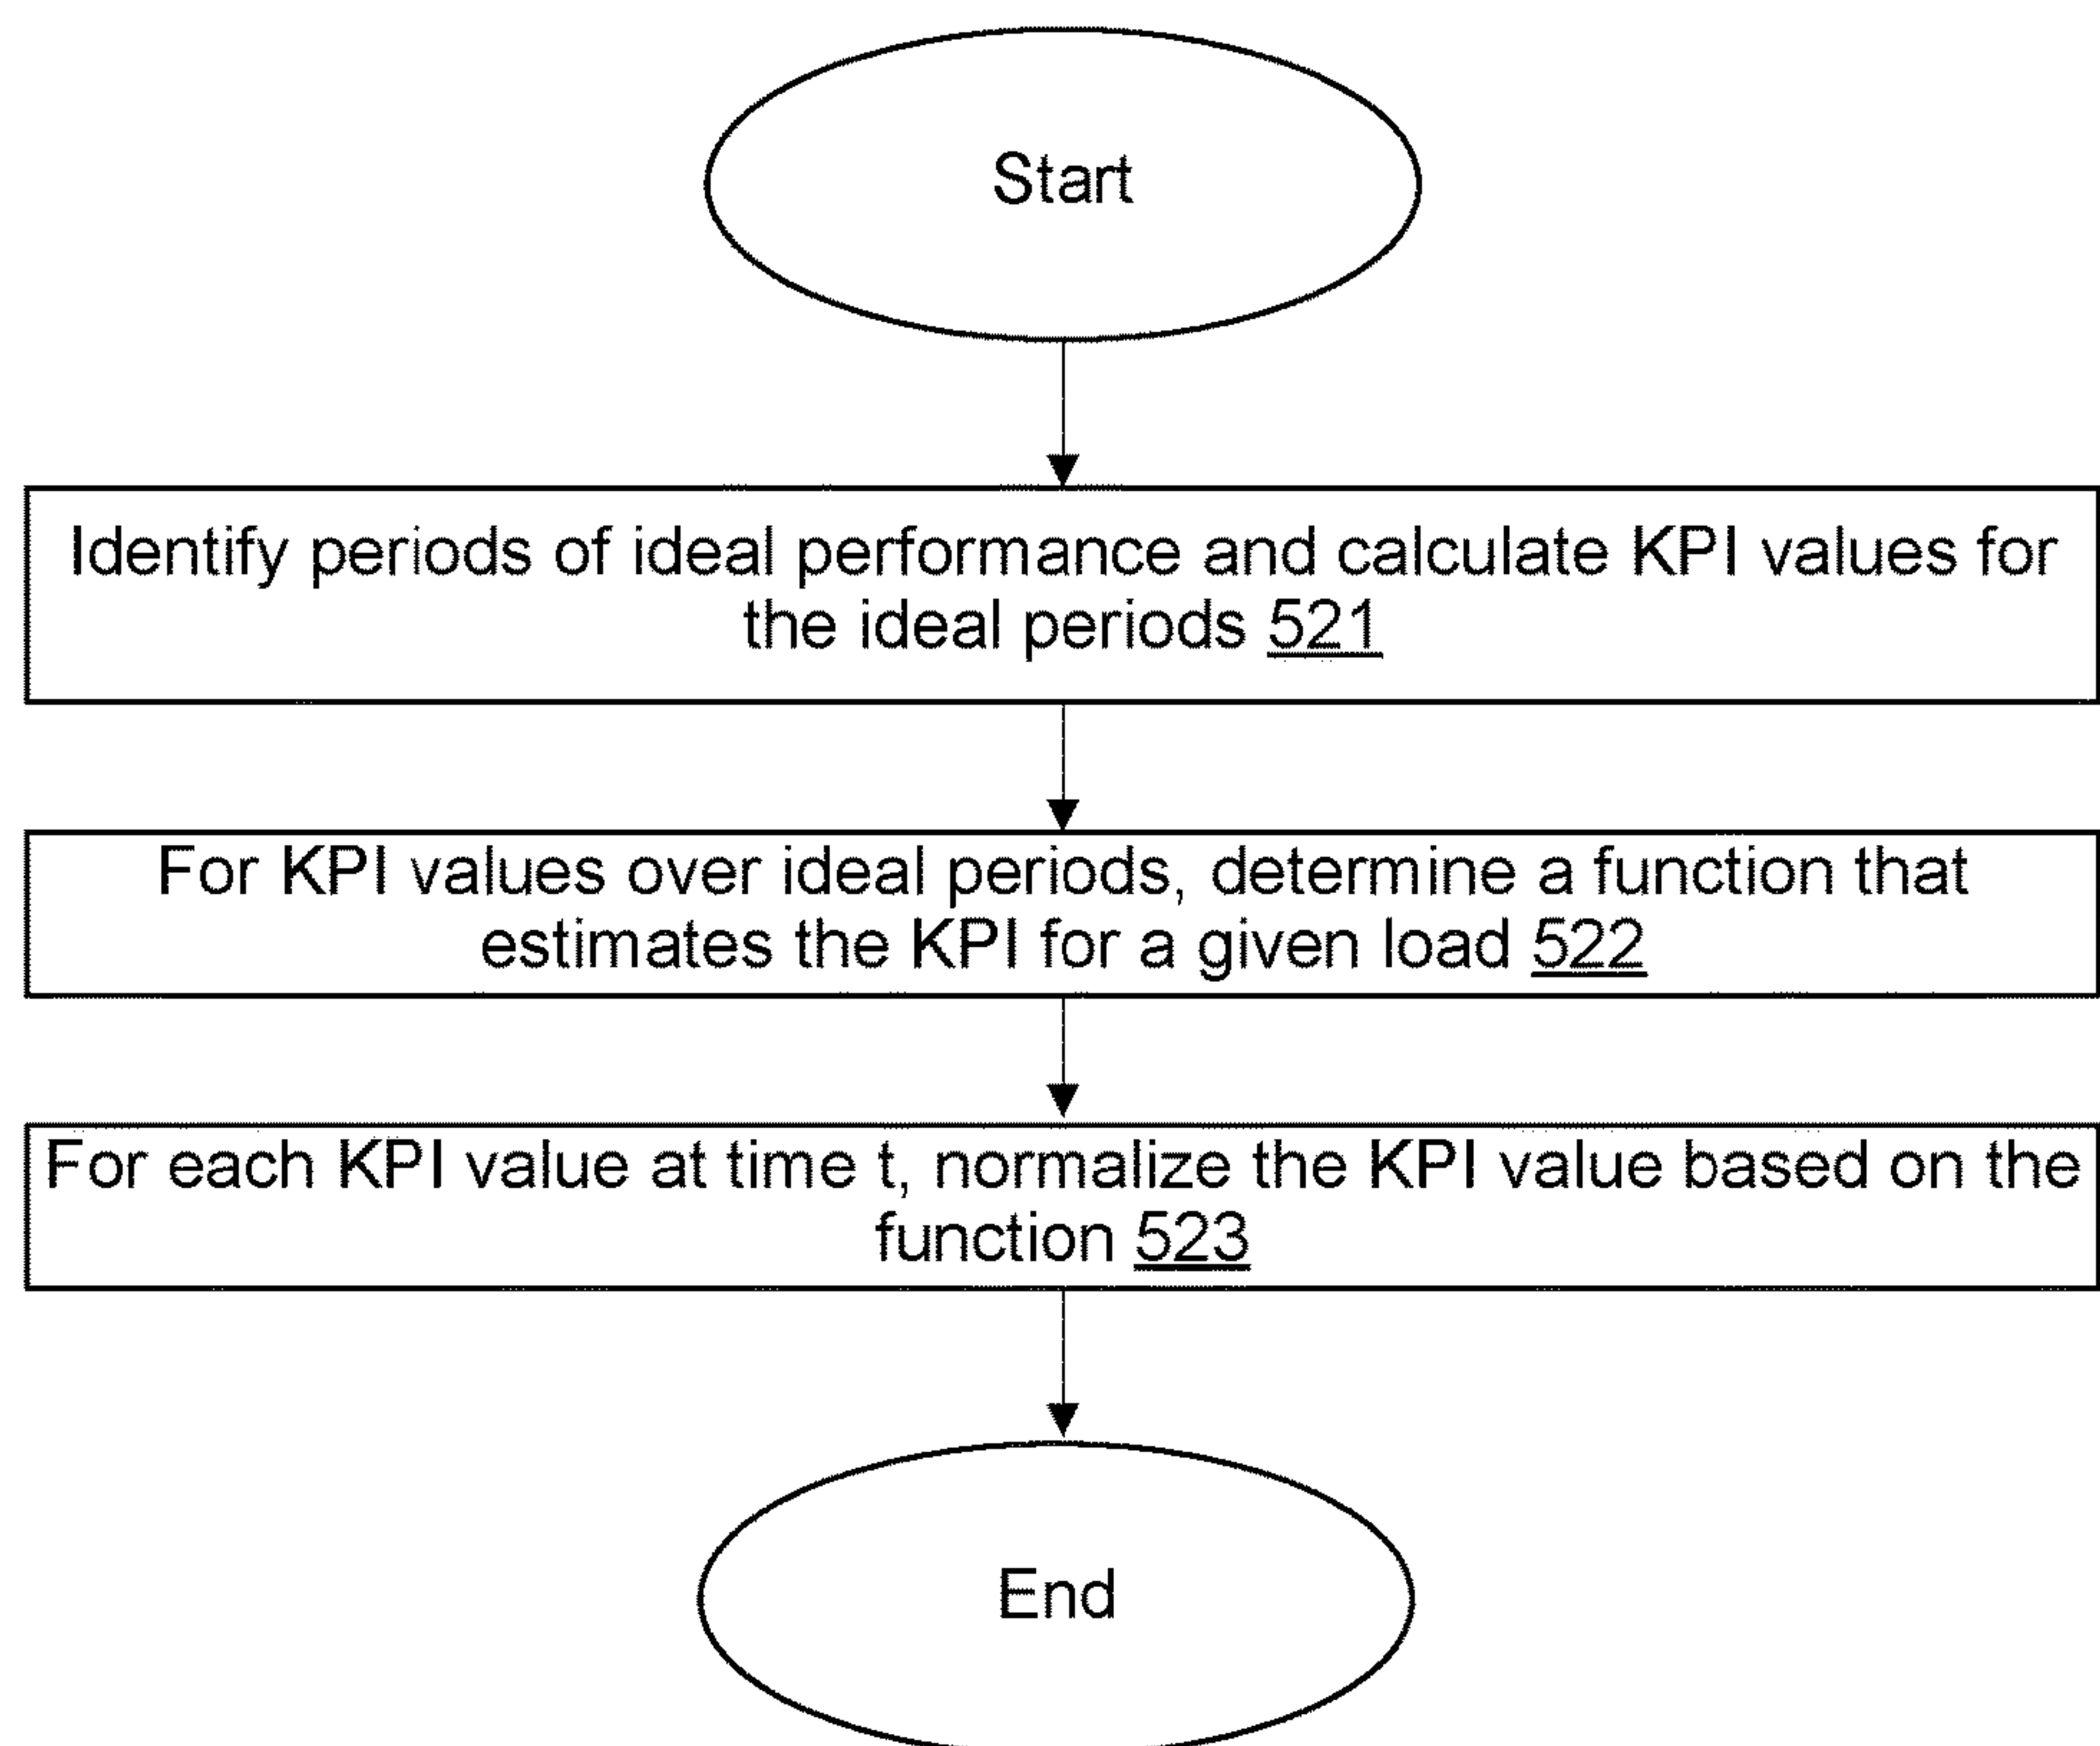 Start
Identify periods of ideal performance and calculate KPI values for
the ideal periods 521
For KPI values over ideal periods, determine a function that
estimates the KPI for a given load 522
For each KPI value at time t, normalize the KPI value based on the
function 523
End